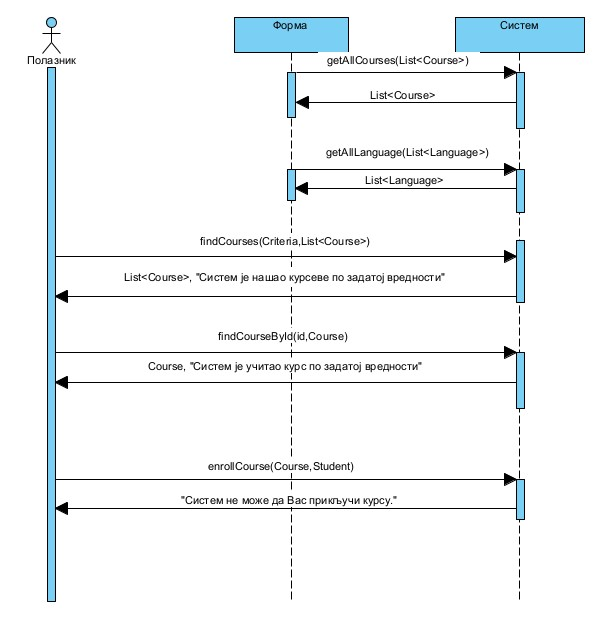 Форма
Систем
Полазник
getAllCourses(List<Course>)
List<Course>
getAllLanguage(List<Language>)
List<Language>
findCourses(Criteria,List<Course>)
List<Course>, "Систем је нашао курсеве по задатој вредности"
findCourseById(id,Course)
Course, "Систем је учитао курс по задатој вредности"
enrollCourse(Course,Student)
"Систем не може да Вас прикључи курсу."